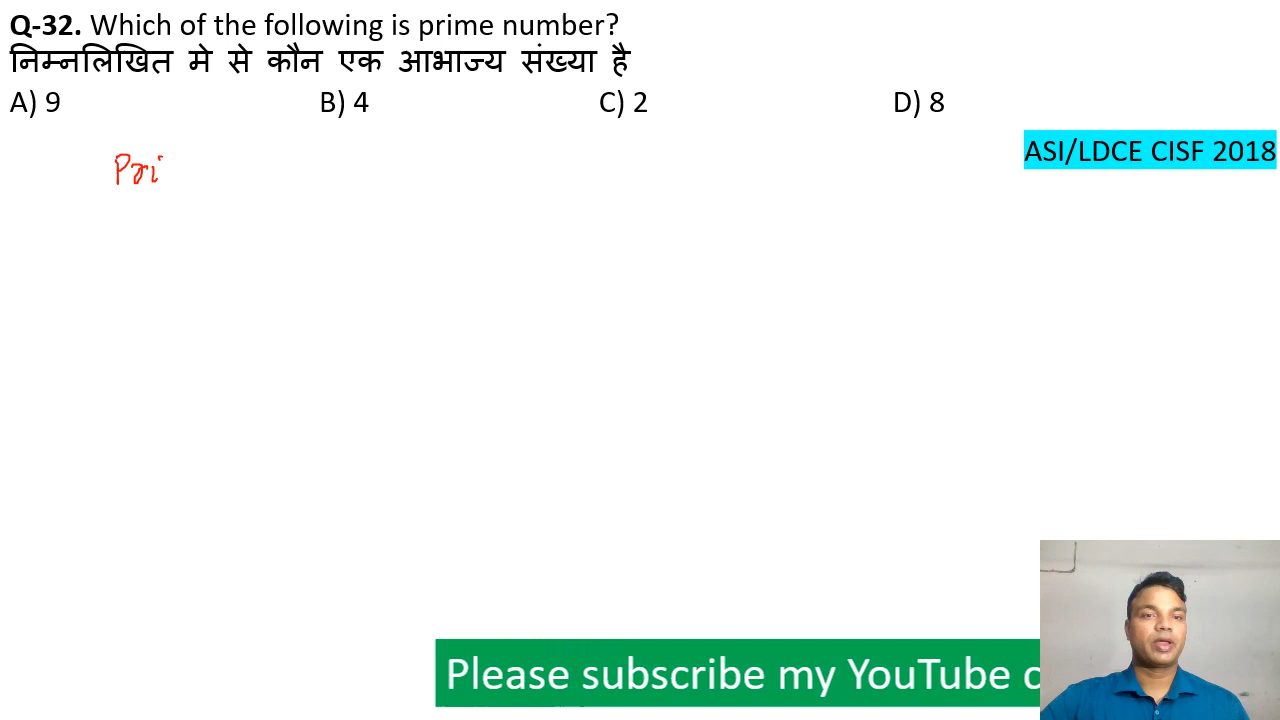 Q-32. Which of the following is prime number?
निम्नलिखित मे से कौन एक आभाज्य संख्या है
A) 9 B) 4 C) 2 D) 8
ASI/LDCE CISF 2018
Pri
Please subscribe my YouTube